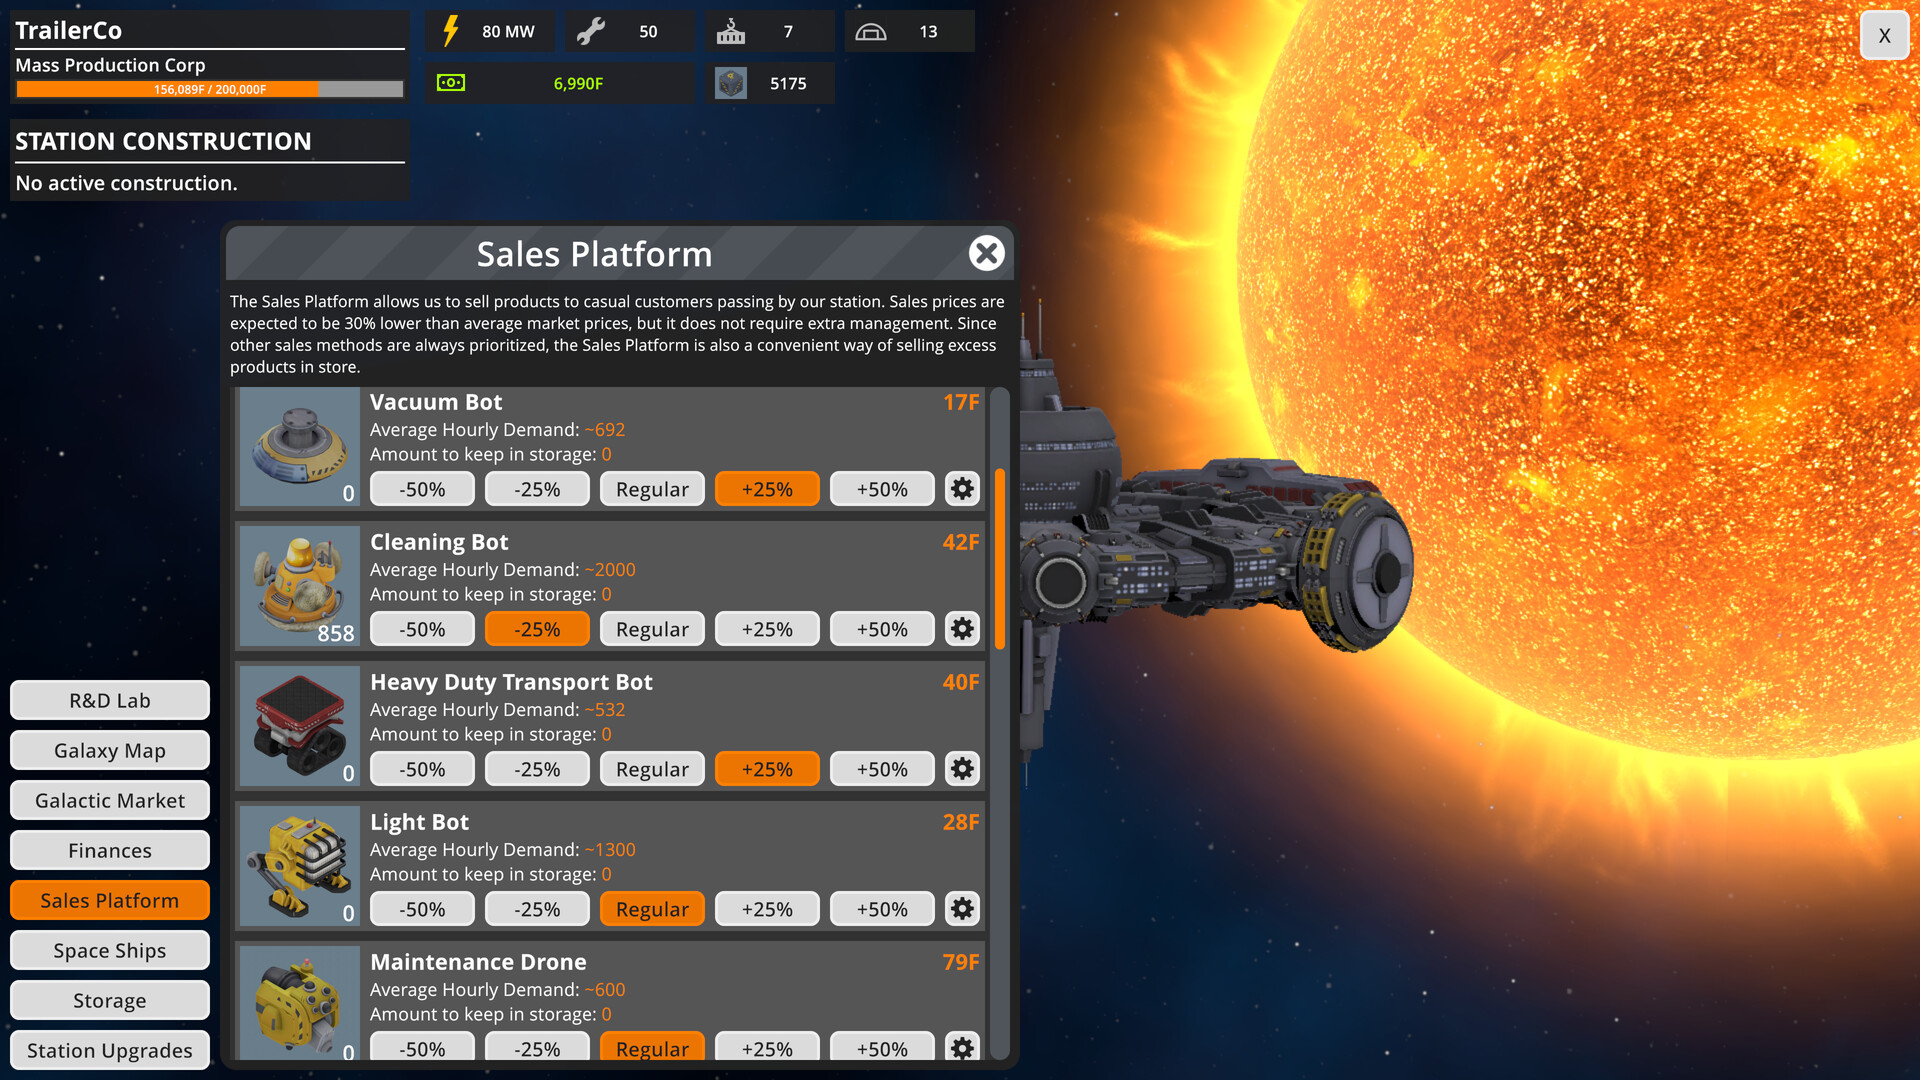 TrailerCo
Mass Production Corp
156,089F / 200,000F
80 MW
50
7
13
6,990F
5175
X
STATION CONSTRUCTION
No active construction.
Sales Platform
The Sales Platform allows us to sell products to casual customers passing by our station. Sales prices are
expected to be 30% lower than average market prices, but it does not require extra management. Since
other sales methods are always prioritized, the Sales Platform is also a convenient way of selling excess
products in store.
Vacuum Bot
17F
Average Hourly Demand: ~692
Amount to keep in storage: 0
0
-50%
-25%
Regular
+25%
+50%
Cleaning Bot
42F
Average Hourly Demand: ~2000
Amount to keep in storage: 0
858
-50%
-25%
Regular
+25%
+50%
Heavy Duty Transport Bot
40F
Average Hourly Demand: ~532
Amount to keep in storage: 0
0
-50%
-25%
Regular
+25%
+50%
Light Bot
28F
Average Hourly Demand: ~1300
Amount to keep in storage: 0
0
-50%
-25%
Regular
+25%
+50%
Maintenance Drone
79F
Average Hourly Demand: ~600
Amount to keep in storage: 0
0
-50%
-25%
Regular
+25%
+50%
R&D Lab
Galaxy Map
Galactic Market
Finances
Sales Platform
Space Ships
Storage
Station Upgrades